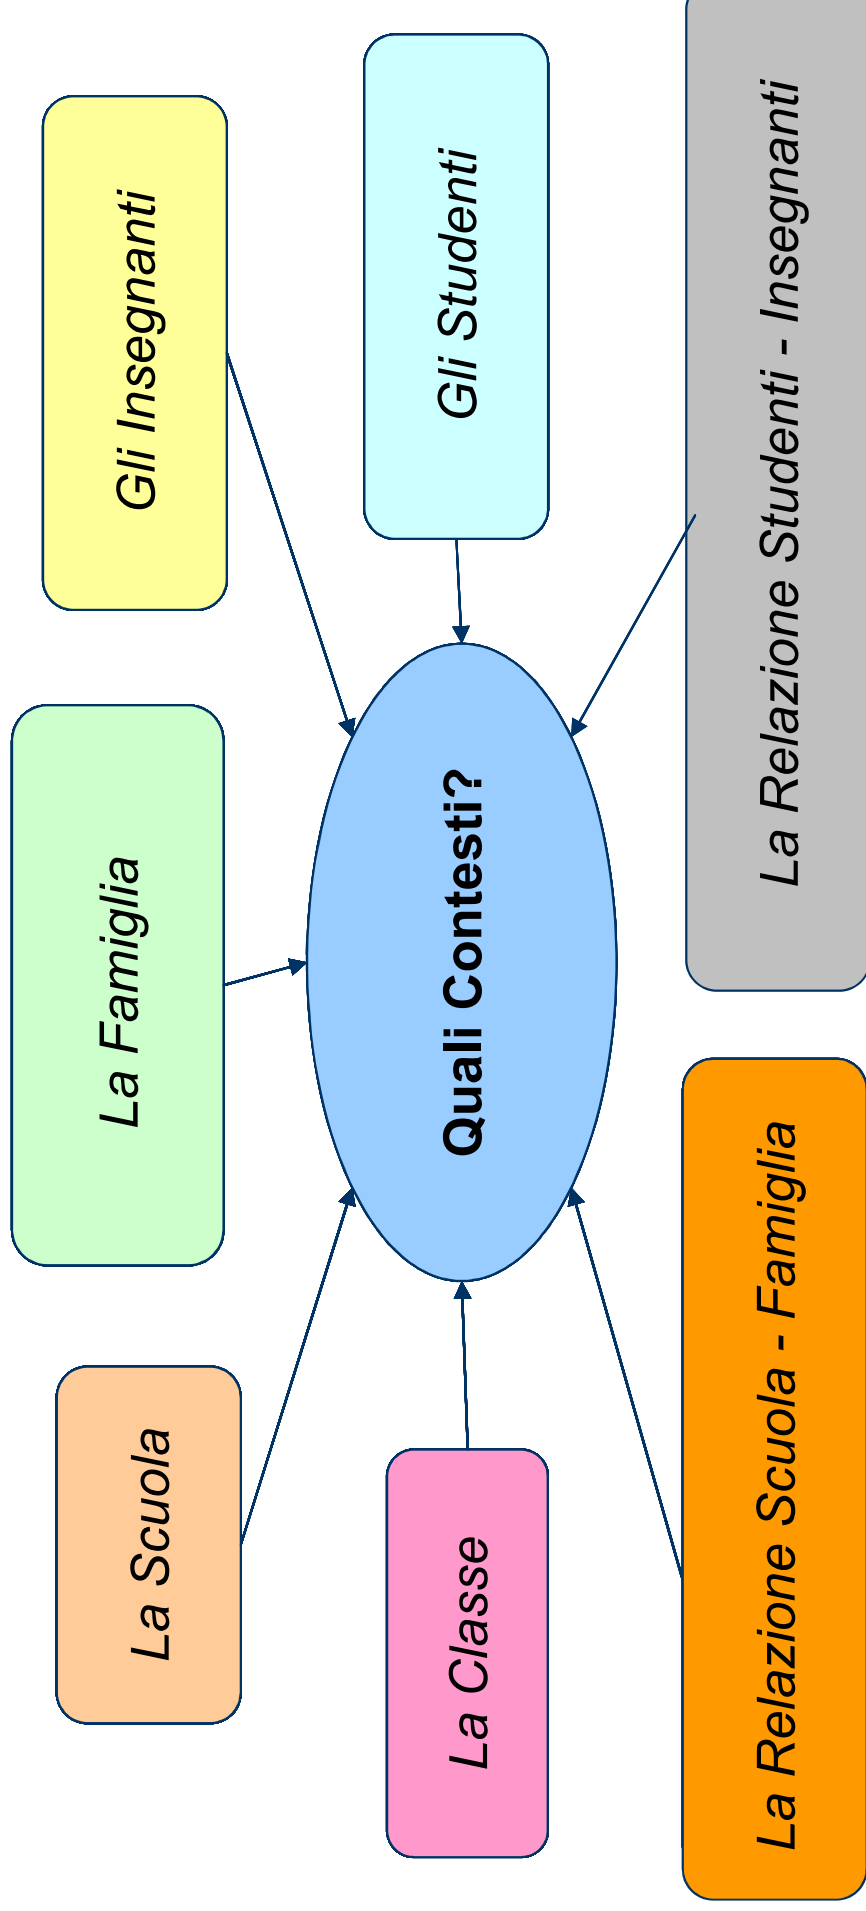 La Scuola
La Famiglia
Gli Insegnanti
La Classe
Quali Contesti?
Gli Studenti
La Relazione Scuola - Famiglia
La Relazione Studenti - Insegnanti